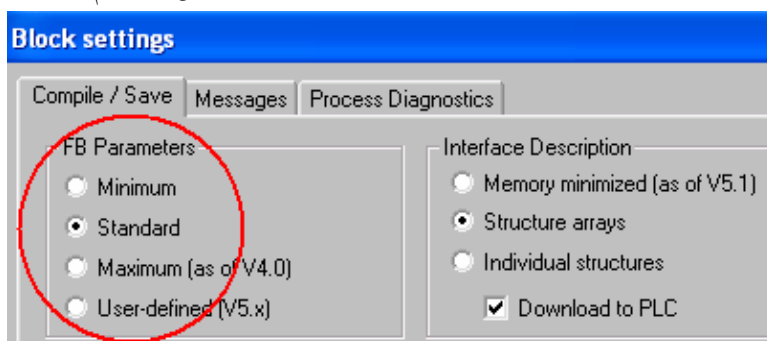 Block settings
Compile / Save
Messages
Process Diagnostics
FB Parameters
Minimum
Standard
Maximum (as of V4.0)
User-defined (V5.x)
Interface Description
Memory minimized (as of V5.1)
Structure arrays
Individual structures
Download to PLC